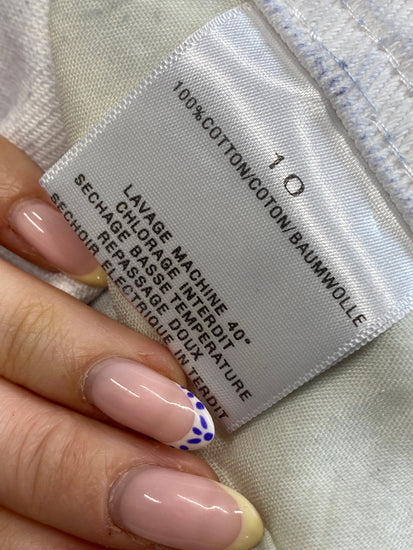 10
100%COTTON/COTON/BAUMWOLLE
LAVAGE MACHINE 40°
CHLORAGE INTERDIT
SECHAGE BASSE TEMPERATURE
REPASSAGE DOUX
SECHOIR ELECTRIQUE INTERDIT